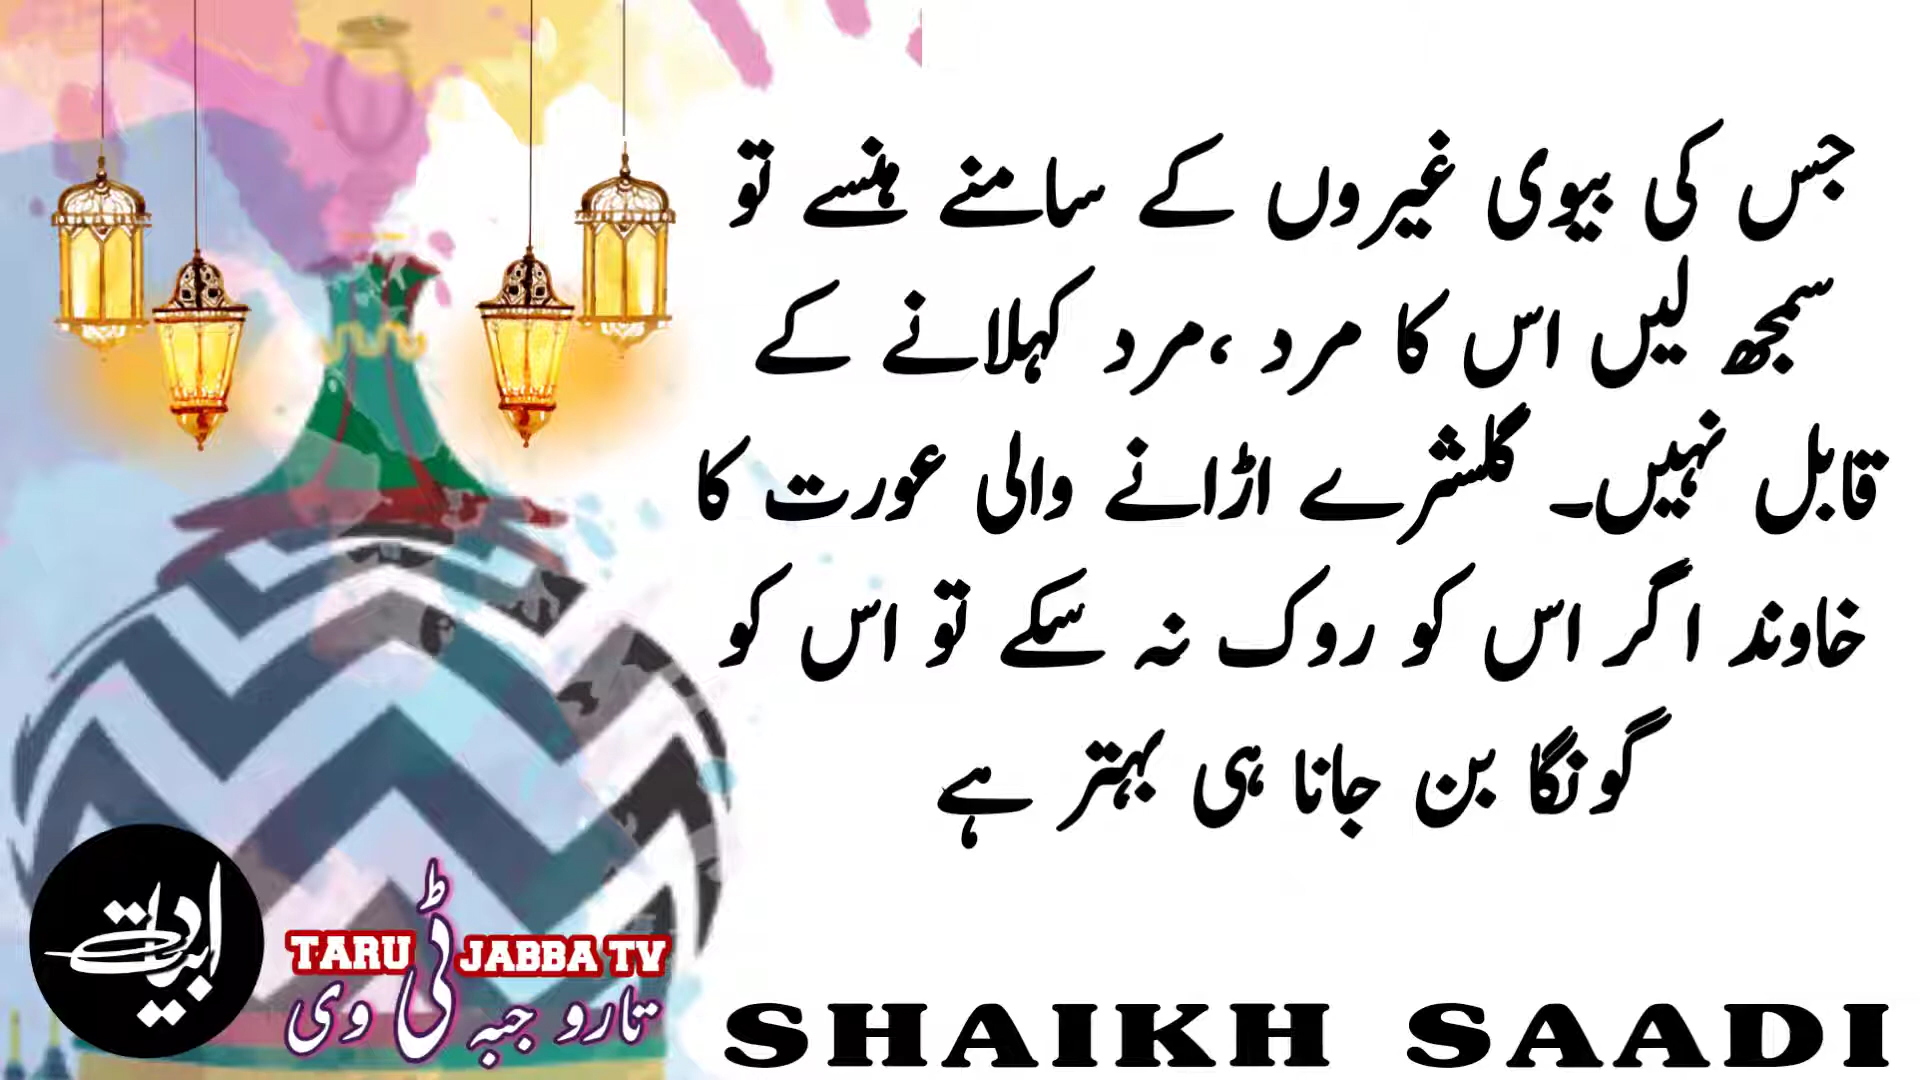 جس کی بیوی غیروں کے سامنے ہنسے تو
سمجھ لیں اس کا مرد ،مرد کہلانے کے
قابل نہیں۔ گلشرے اڑانے والی عورت کا
خاوند اگر اس کو روک نہ سکے تو اس کو
گونگا بن جانا ہی بہتر ہے
ابدیت
TARU JABBA TV
تارو جبہ ٹی وی
SHAIKH SAADI